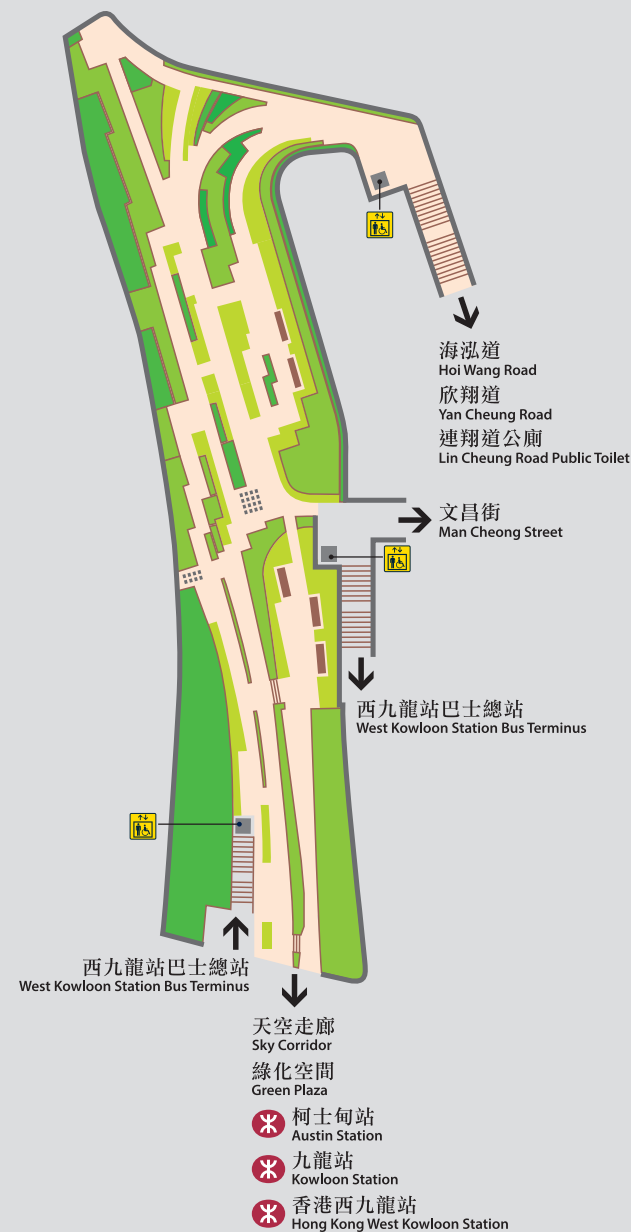 海泓道
Hoi Wang Road
欣翔道
Yan Cheung Road
連翔道公廁
Lin Cheung Road Public Toilet
文昌街
Man Cheong Street
西九龍站巴士總站
West Kowloon Station Bus Terminus
西九龍站巴士總站
West Kowloon Station Bus Terminus
天空走廊
Sky Corridor
綠化空間
Green Plaza
柯士甸站
Austin Station
九龍站
Kowloon Station
香港西九龍站
Hong Kong West Kowloon Station